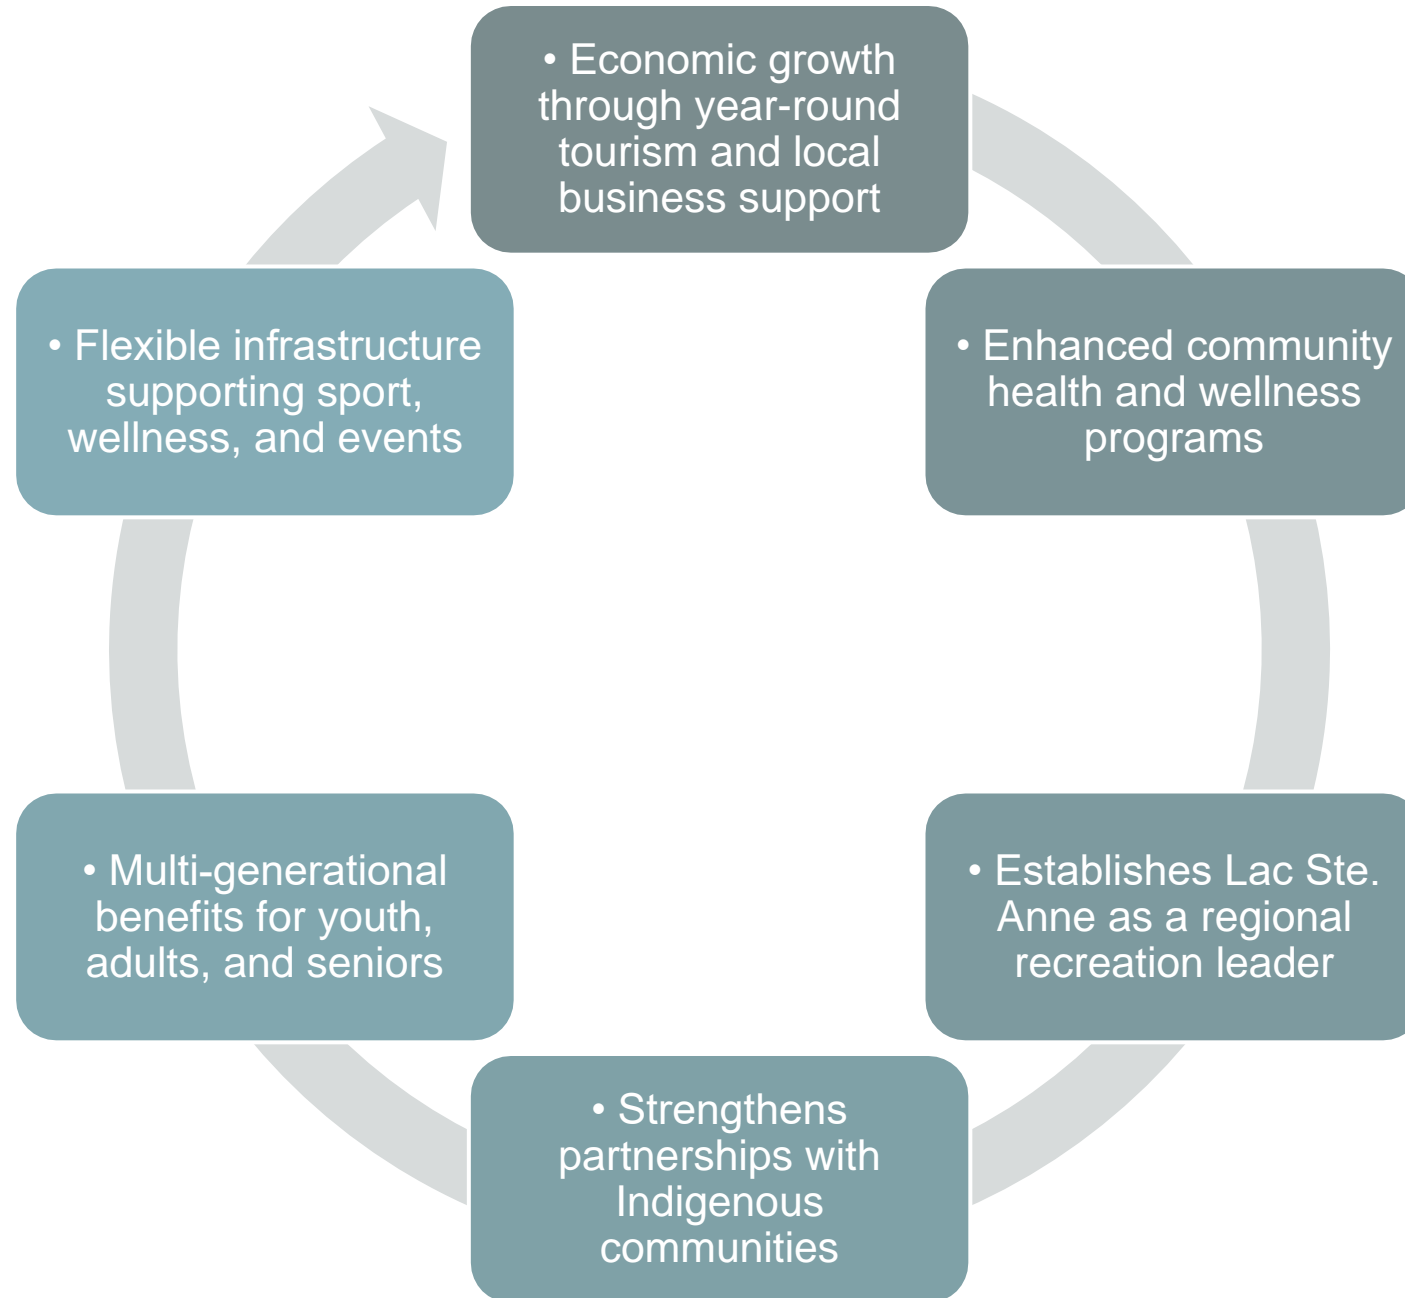 • Economic growth
through year-round
tourism and local
business support
• Enhanced community
health and wellness
programs
• Establishes Lac Ste.
Anne as a regional
recreation leader
• Strengthens
partnerships with
Indigenous
communities
• Multi-generational
benefits for youth,
adults, and seniors
• Flexible infrastructure
supporting sport,
wellness, and events